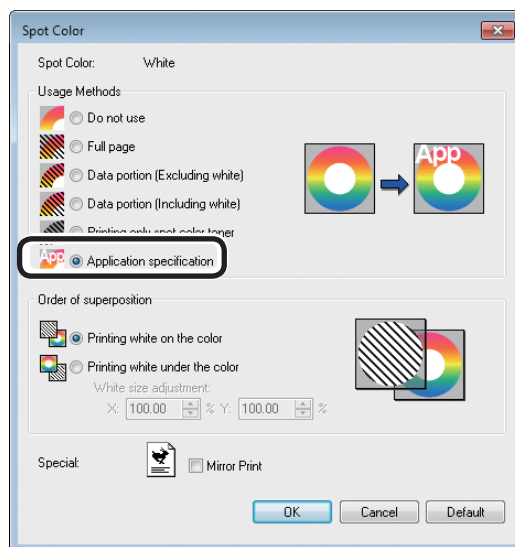 Spot Color
Spot Color: White
Usage Methods
Do not use
Full page
Data portion (Excluding white)
App
Data portion (Including white)
Printing only spot color toner
App Application specification
Order of superposition
Printing white on the color
Printing white under the color
White size adjustment:
X: 100.00 % Y: 100.00 %
Special: Mirror Print
OK Cancel Default